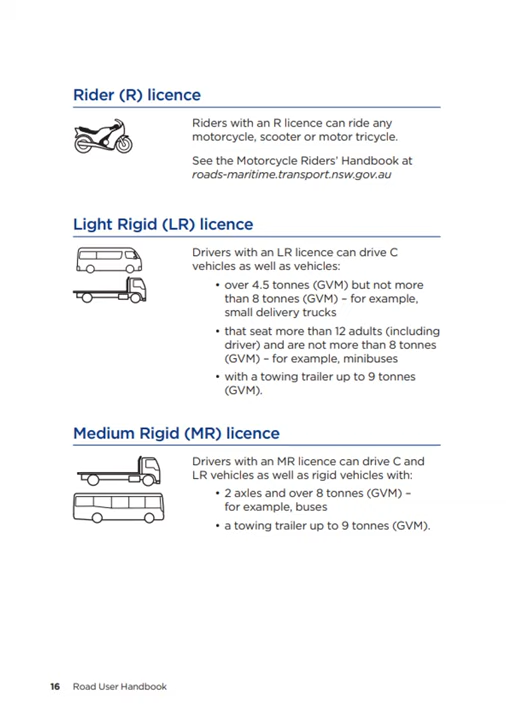 Rider (R) licence
Riders with an R licence can ride any
motorcycle, scooter or motor tricycle.
See the Motorcycle Riders' Handbook at
roads-maritime.transport.nsw.gov.au
Light Rigid (LR) licence
Drivers with an LR licence can drive C
vehicles as well as vehicles:
• over 4.5 tonnes (GVM) but not more
than 8 tonnes (GVM) – for example,
small delivery trucks
• that seat more than 12 adults (including
driver) and are not more than 8 tonnes
(GVM) – for example, minibuses
• with a towing trailer up to 9 tonnes
(GVM).
Medium Rigid (MR) licence
Drivers with an MR licence can drive C and
LR vehicles as well as rigid vehicles with:
• 2 axles and over 8 tonnes (GVM) –
for example, buses
• a towing trailer up to 9 tonnes (GVM).
16 Road User Handbook